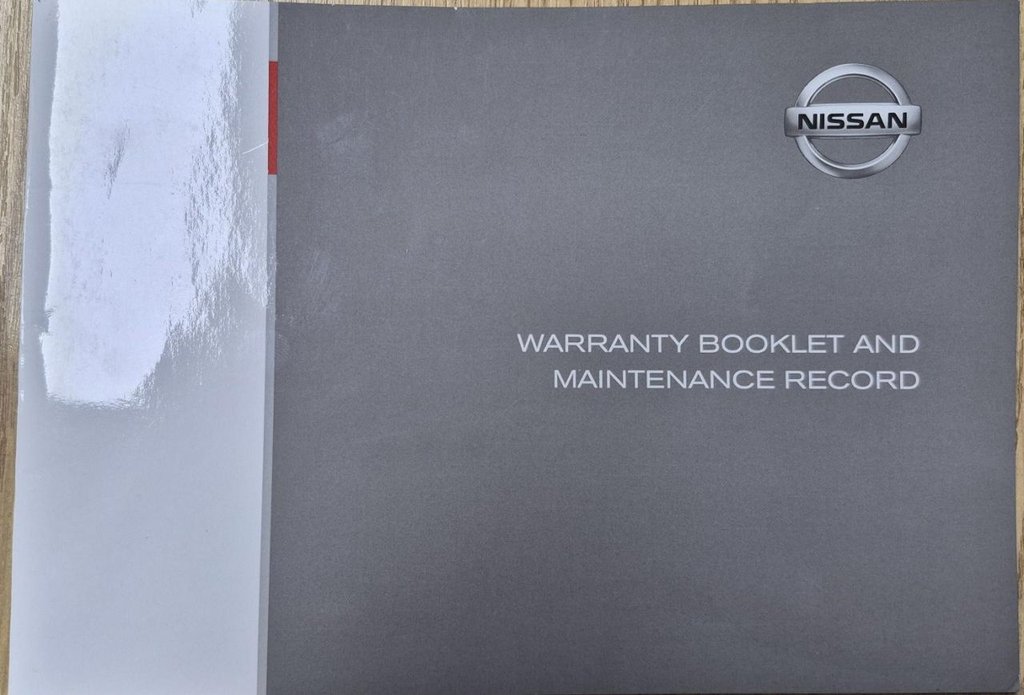 NISSAN
WARRANTY BOOKLET AND
MAINTENANCE RECORD